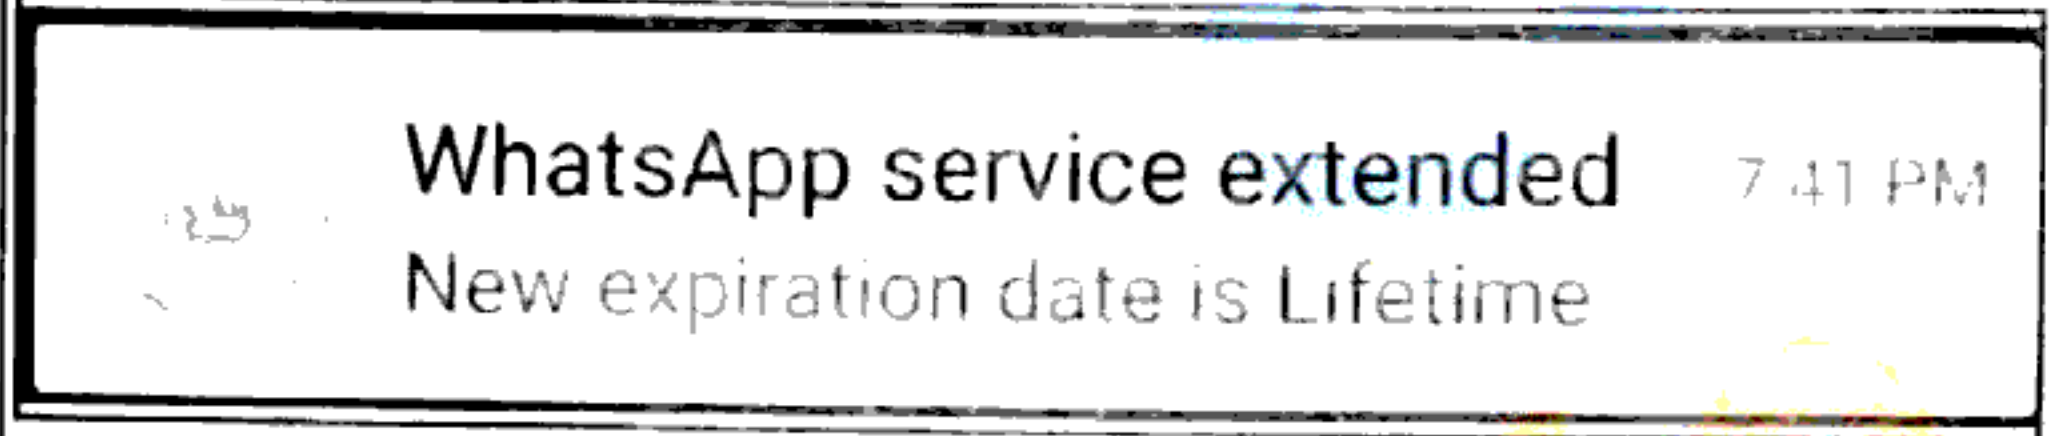 WhatsApp service extended 7:41 PM
New expiration date is Lifetime